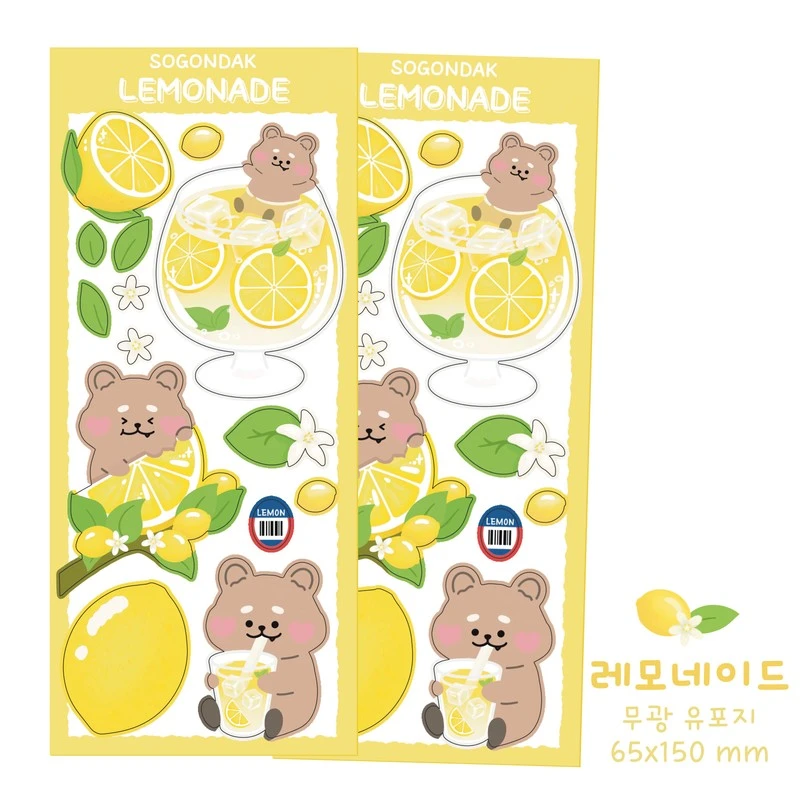 SOGONDAK
LEMONADE
LEMON
SOGONDAK
LEMONADE
LEMON
레모네이드
무광 유포지
65x150 mm